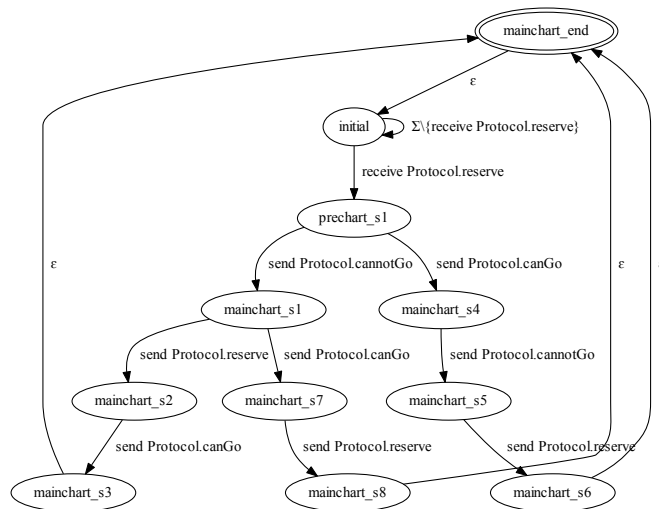 mainchart_end
ε
initial
Σ\{receive Protocol.reserve}
receive Protocol.reserve
prechart_s1
send Protocol.cannotGo
send Protocol.canGo
ε
ε
mainchart_s1
mainchart_s4
send Protocol.reserve
send Protocol.canGo
send Protocol.cannotGo
mainchart_s2
mainchart_s7
mainchart_s5
send Protocol.canGo
send Protocol.reserve
send Protocol.reserve
mainchart_s3
mainchart_s8
mainchart_s6